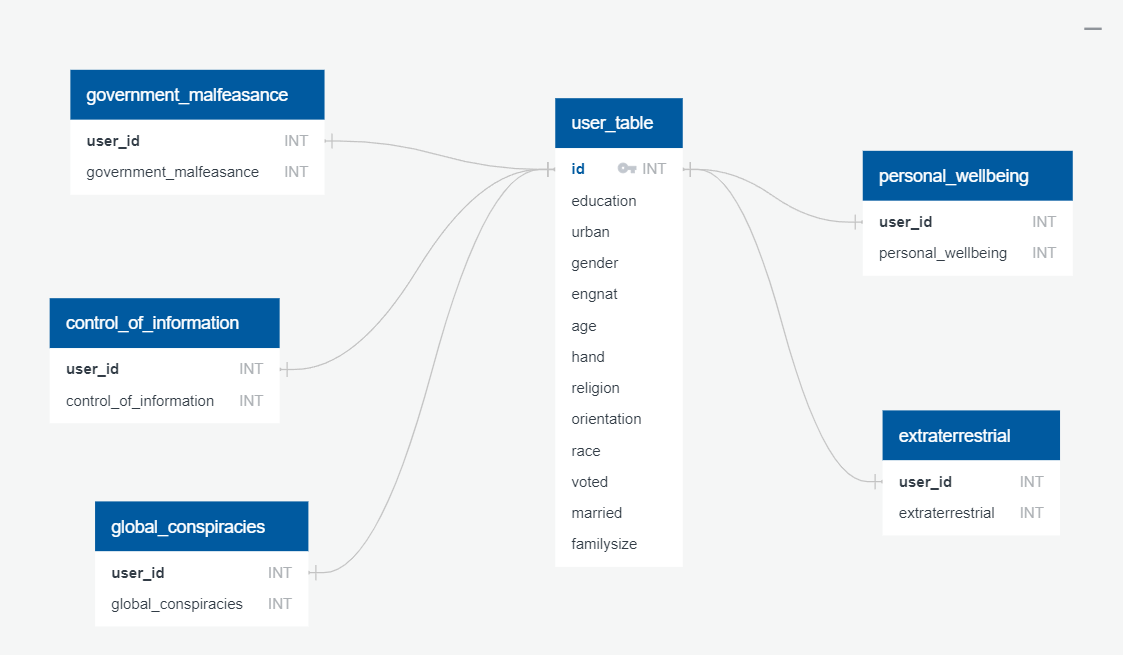 government_malfeasance
user_id INT
government_malfeasance INT
control_of_information
user_id INT
control_of_information INT
global_conspiracies
user_id INT
global_conspiracies INT
user_table
id INT
education
urban
gender
engnat
age
hand
religion
orientation
race
voted
married
familysize
personal_wellbeing
user_id INT
personal_wellbeing INT
extraterrestrial
user_id INT
extraterrestrial INT